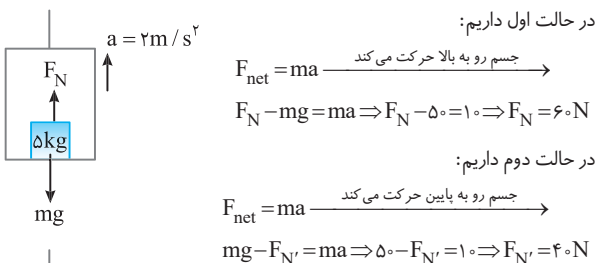 در حالت اول داریم:
a = ۲m / s^۲
F_N
۵kg
mg
جسم رو به بالا حرکت می‌کند
F_net = ma ⟶
F_N − mg = ma ⇒ F_N − ۵۰ = ۱۰ ⇒ F_N = ۶۰N
در حالت دوم داریم:
جسم رو به پایین حرکت می‌کند
F_net = ma ⟶
mg − F_N′ = ma ⇒ ۵۰ − F_N′ = ۱۰ ⇒ F_N′ = ۴۰N